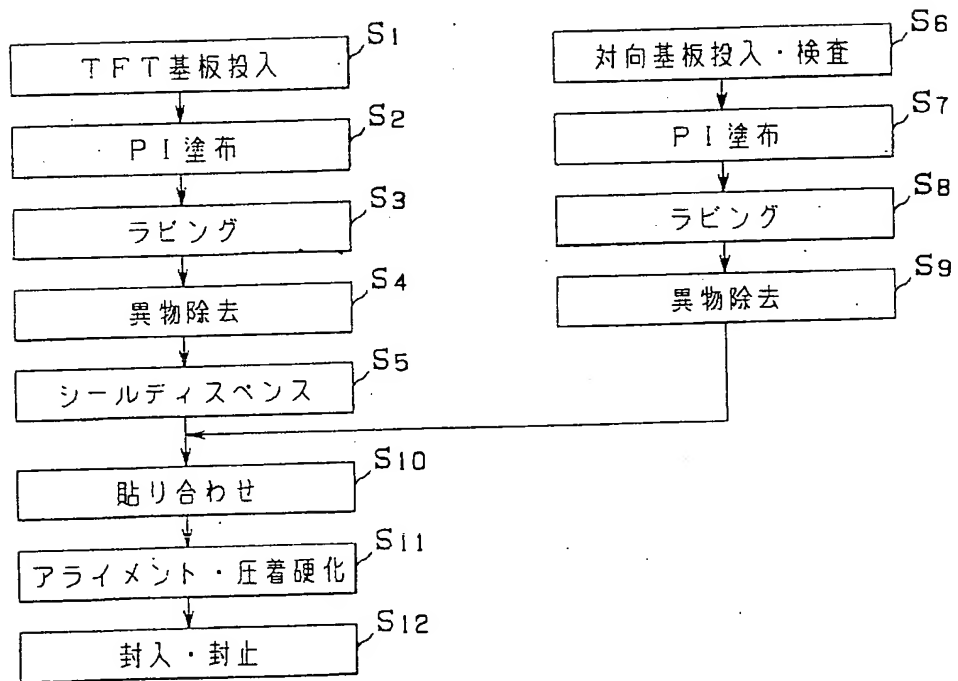 S1
TFT基板投入
S2
PI塗布
S3
ラビング
S4
異物除去
S5
シールディスペンス
S6
対向基板投入・検査
S7
PI塗布
S8
ラビング
S9
異物除去
S10
貼り合わせ
S11
アライメント・圧着硬化
S12
封入・封止